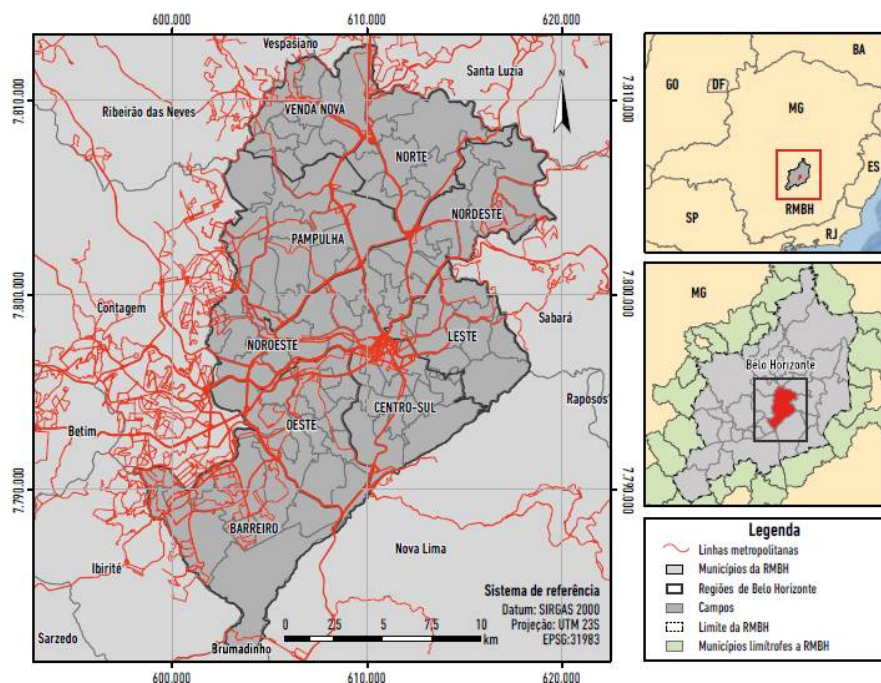 600.000
610.000
620.000
7.810.000
7.800.000
7.790.000
Vespasiano
Santa Luzia
Ribeirão das Neves
N
VENDA NOVA
NORTE
NORDESTE
PAMPULHA
Contagem
Sabará
NOROESTE
LESTE
CENTRO-SUL
Raposos
Betim
OESTE
BARREIRO
Nova Lima
Ibirité
Sarzedo
Brumadinho
Sistema de referência
Datum: SIRGAS 2000
Projeção: UTM 23S
EPSG:31983
0 2,5 5 7,5 10
km
7.810.000
7.800.000
7.790.000
600.000
610.000
620.000
BA
GO
DF
MG
ES
RMBH
SP
RJ
MG
Belo Horizonte
Legenda
Linhas metropolitanas
Municípios da RMBH
Regiões de Belo Horizonte
Campos
Limite da RMBH
Municípios limítrofes a RMBH